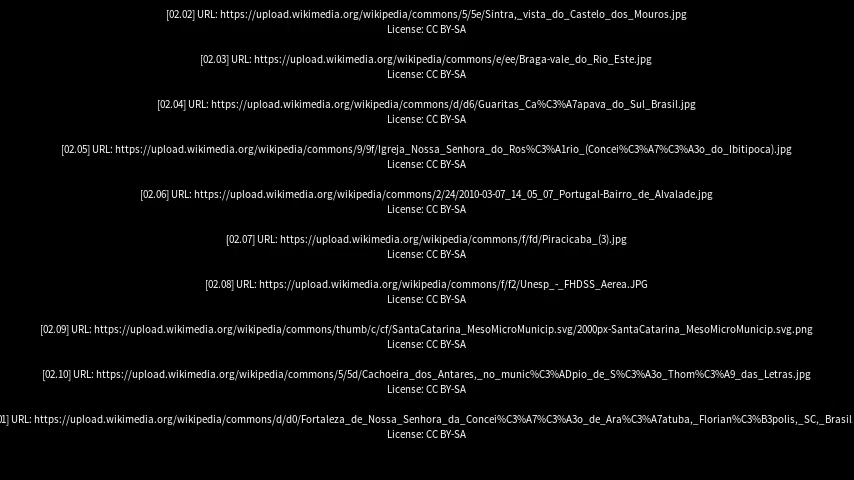 [02.02] URL: https://upload.wikimedia.org/wikipedia/commons/5/5e/Sintra,_vista_do_Castelo_dos_Mouros.jpg
License: CC BY-SA
[02.03] URL: https://upload.wikimedia.org/wikipedia/commons/e/ee/Braga-vale_do_Rio_Este.jpg
License: CC BY-SA
[02.04] URL: https://upload.wikimedia.org/wikipedia/commons/d/d6/Guaritas_Ca%C3%A7apava_do_Sul_Brasil.jpg
License: CC BY-SA
[02.05] URL: https://upload.wikimedia.org/wikipedia/commons/9/9f/Igreja_Nossa_Senhora_do_Ros%C3%A1rio_(Concei%C3%A7%C3%A3o_do_Ibitipoca).jpg
License: CC BY-SA
[02.06] URL: https://upload.wikimedia.org/wikipedia/commons/2/24/2010-03-07_14_05_07_Portugal-Bairro_de_Alvalade.jpg
License: CC BY-SA
[02.07] URL: https://upload.wikimedia.org/wikipedia/commons/f/fd/Piracicaba_(3).jpg
License: CC BY-SA
[02.08] URL: https://upload.wikimedia.org/wikipedia/commons/f/f2/Unesp_-_FHDSS_Aerea.JPG
License: CC BY-SA
[02.09] URL: https://upload.wikimedia.org/wikipedia/commons/thumb/c/cf/SantaCatarina_MesoMicroMunicip.svg/2000px-SantaCatarina_MesoMicroMunicip.svg.png
License: CC BY-SA
[02.10] URL: https://upload.wikimedia.org/wikipedia/commons/5/5d/Cachoeira_dos_Antares,_no_munic%C3%ADpio_de_S%C3%A3o_Thom%C3%A9_das_Letras.jpg
License: CC BY-SA
01] URL: https://upload.wikimedia.org/wikipedia/commons/d/d0/Fortaleza_de_Nossa_Senhora_da_Concei%C3%A7%C3%A3o_de_Ara%C3%A7atuba,_Florian%C3%B3polis,_SC,_Brasil
License: CC BY-SA